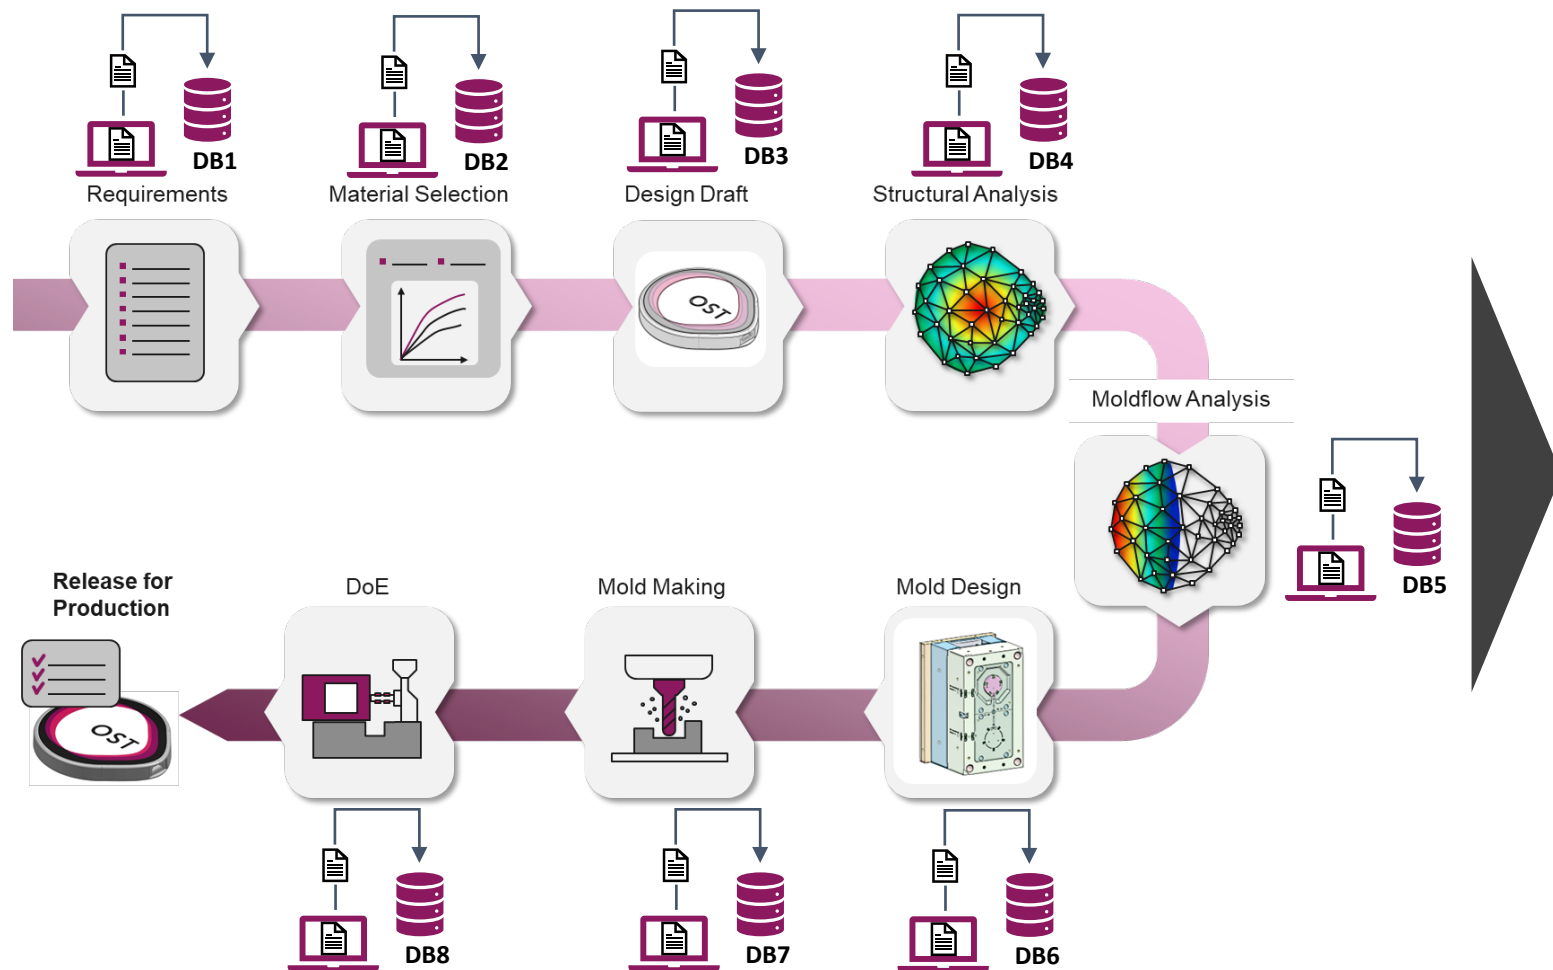 DB1
DB2
DB3
DB4
Requirements
Material Selection
Design Draft
Structural Analysis
OST
Moldflow Analysis
DB5
Release for
Production
DoE
Mold Making
Mold Design
OST
DB8
DB7
DB6